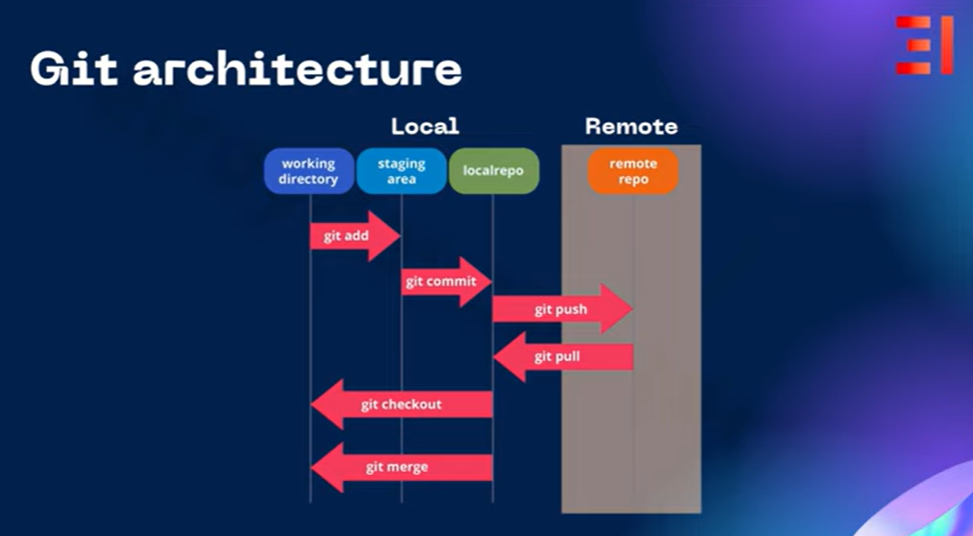 Git architecture
Local
Remote
working
directory
staging
area
localrepo
remote
repo
git add
git commit
git push
git pull
git checkout
git merge